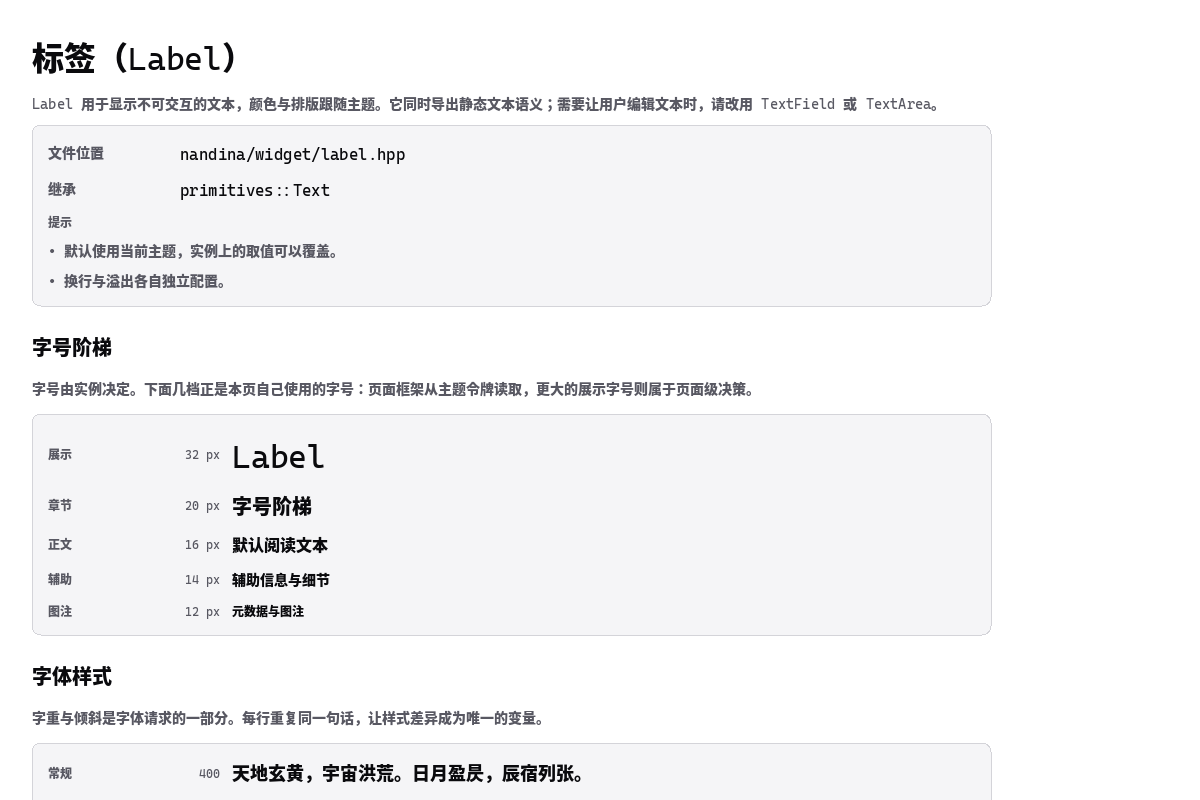 标签（Label）
Label 用于显示不可交互的文本，颜色与排版跟随主题。它同时导出静态文本语义；需要让用户编辑文本时，请改用 TextField 或 TextArea。
文件位置 nandina/widget/label.hpp
继承 primitives::Text
提示
• 默认使用当前主题，实例上的取值可以覆盖。
• 换行与溢出各自独立配置。
字号阶梯
字号由实例决定。下面几档正是本页自己使用的字号：页面框架从主题令牌读取，更大的展示字号则属于页面级决策。
展示 32 px Label
章节 20 px 字号阶梯
正文 16 px 默认阅读文本
辅助 14 px 辅助信息与细节
图注 12 px 元数据与图注
字体样式
字重与倾斜是字体请求的一部分。每行重复同一句话，让样式差异成为唯一的变量。
常规 400 天地玄黄，宇宙洪荒。日月盈昃，辰宿列张。